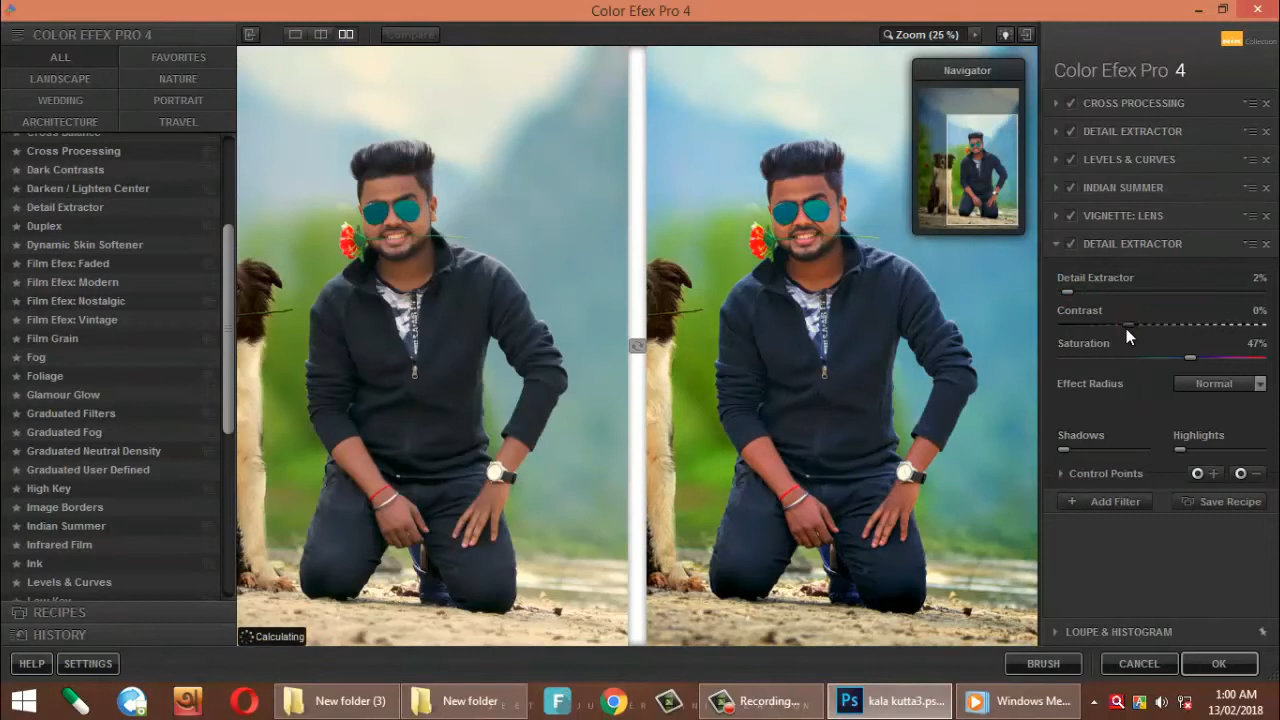 Color Efex Pro 4
COLOR EFEX PRO 4
ALL
FAVORITES
LANDSCAPE
NATURE
WEDDING
PORTRAIT
ARCHITECTURE
TRAVEL
Cross Balance
Cross Processing
Dark Contrasts
Darken / Lighten Center
Detail Extractor
Duplex
Dynamic Skin Softener
Film Efex: Faded
Film Efex: Modern
Film Efex: Nostalgic
Film Efex: Vintage
Film Grain
Fog
Foliage
Glamour Glow
Graduated Filters
Graduated Fog
Graduated Neutral Density
Graduated User Defined
High Key
Image Borders
Indian Summer
Infrared Film
Ink
Levels & Curves
Low Key
RECIPES
HISTORY
HELP
SETTINGS
Compare
Zoom (25 %)
Navigator
Calculating
Collection
Color Efex Pro 4
CROSS PROCESSING
DETAIL EXTRACTOR
LEVELS & CURVES
INDIAN SUMMER
VIGNETTE: LENS
DETAIL EXTRACTOR
Detail Extractor 2%
Contrast 0%
Saturation 47%
Effect Radius Normal
Shadows Highlights
Control Points
Add Filter Save Recipe
LOUPE & HISTOGRAM
BRUSH CANCEL OK
New folder (3)
New folder
Recording...
Ps kala kutta3.ps...
Windows Me...
1:00 AM
13/02/2018